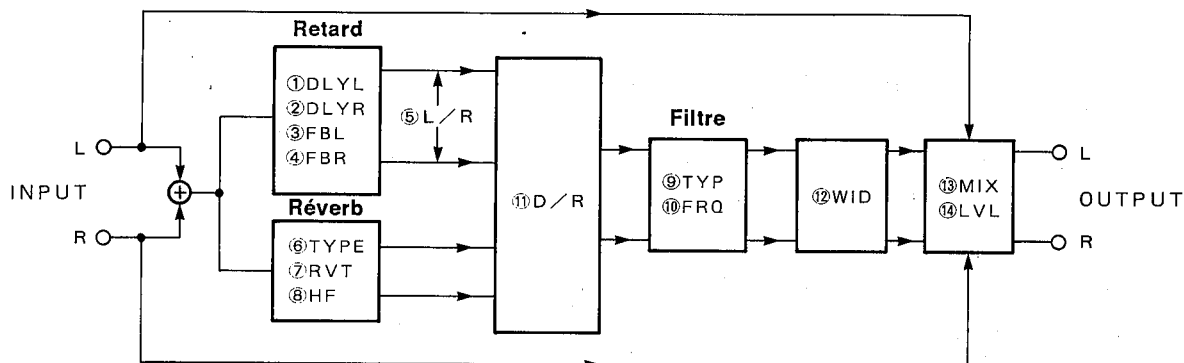 Retard
①DLYL
②DLYR
③FBL
④FBR
⑤L/R
L
INPUT
R
Réverb
⑥TYPE
⑦RVT
⑧HF
⑪D/R
Filtre
⑨TYP
⑩FRQ
⑫WID
⑬MIX
⑭LVL
L
OUTPUT
R